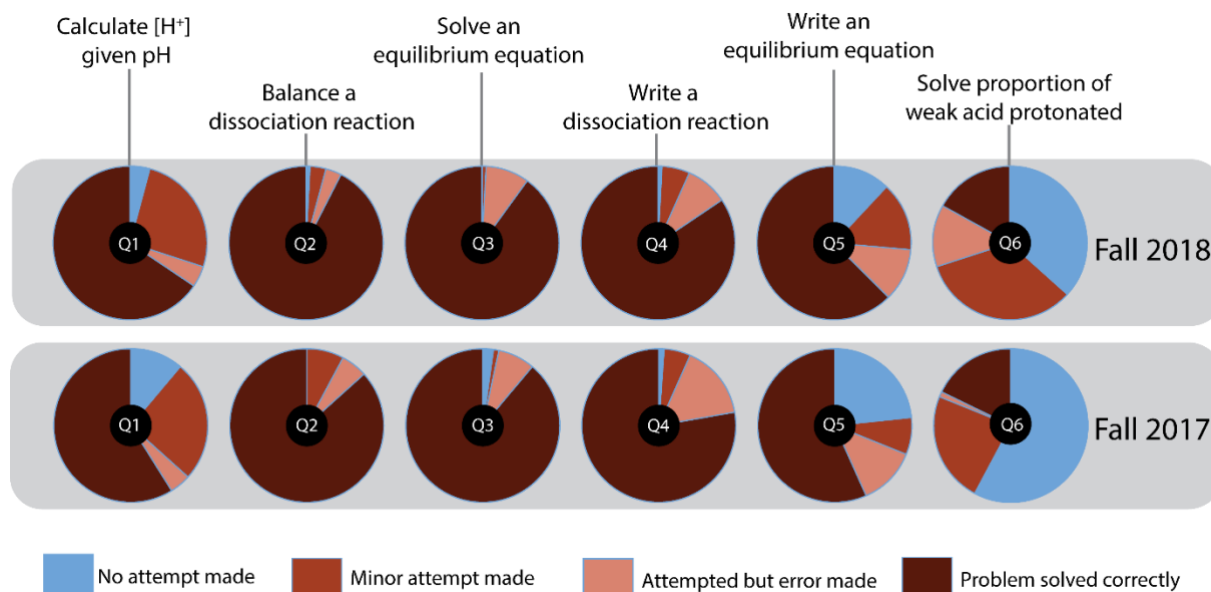 Calculate [H⁺]
given pH
Balance a
dissociation reaction
Solve an
equilibrium equation
Write a
dissociation reaction
Write an
equilibrium equation
Solve proportion of
weak acid protonated
Q1
Q2
Q3
Q4
Q5
Q6
Fall 2018
Q1
Q2
Q3
Q4
Q5
Q6
Fall 2017
No attempt made
Minor attempt made
Attempted but error made
Problem solved correctly